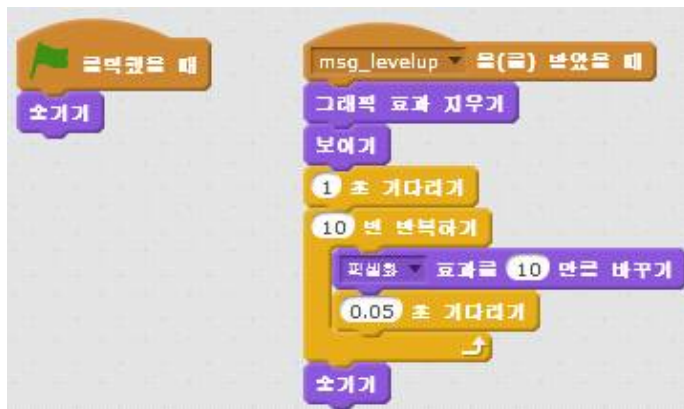 클릭했을 때
숨기기
msg_levelup 을(를) 받았을 때
그래픽 효과 지우기
보이기
1 초 기다리기
10 번 반복하기
픽셀화 효과를 10 만큼 바꾸기
0.05 초 기다리기
숨기기